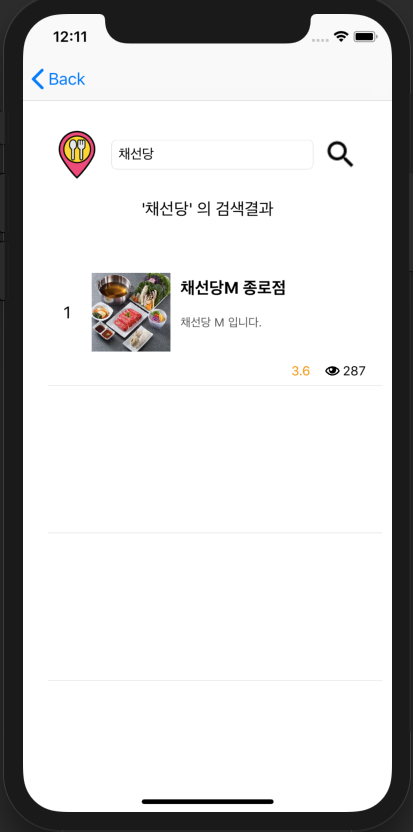 12:11
Back
채선당
'채선당' 의 검색결과
1
채선당M 종로점
채선당 M 입니다.
3.6 287